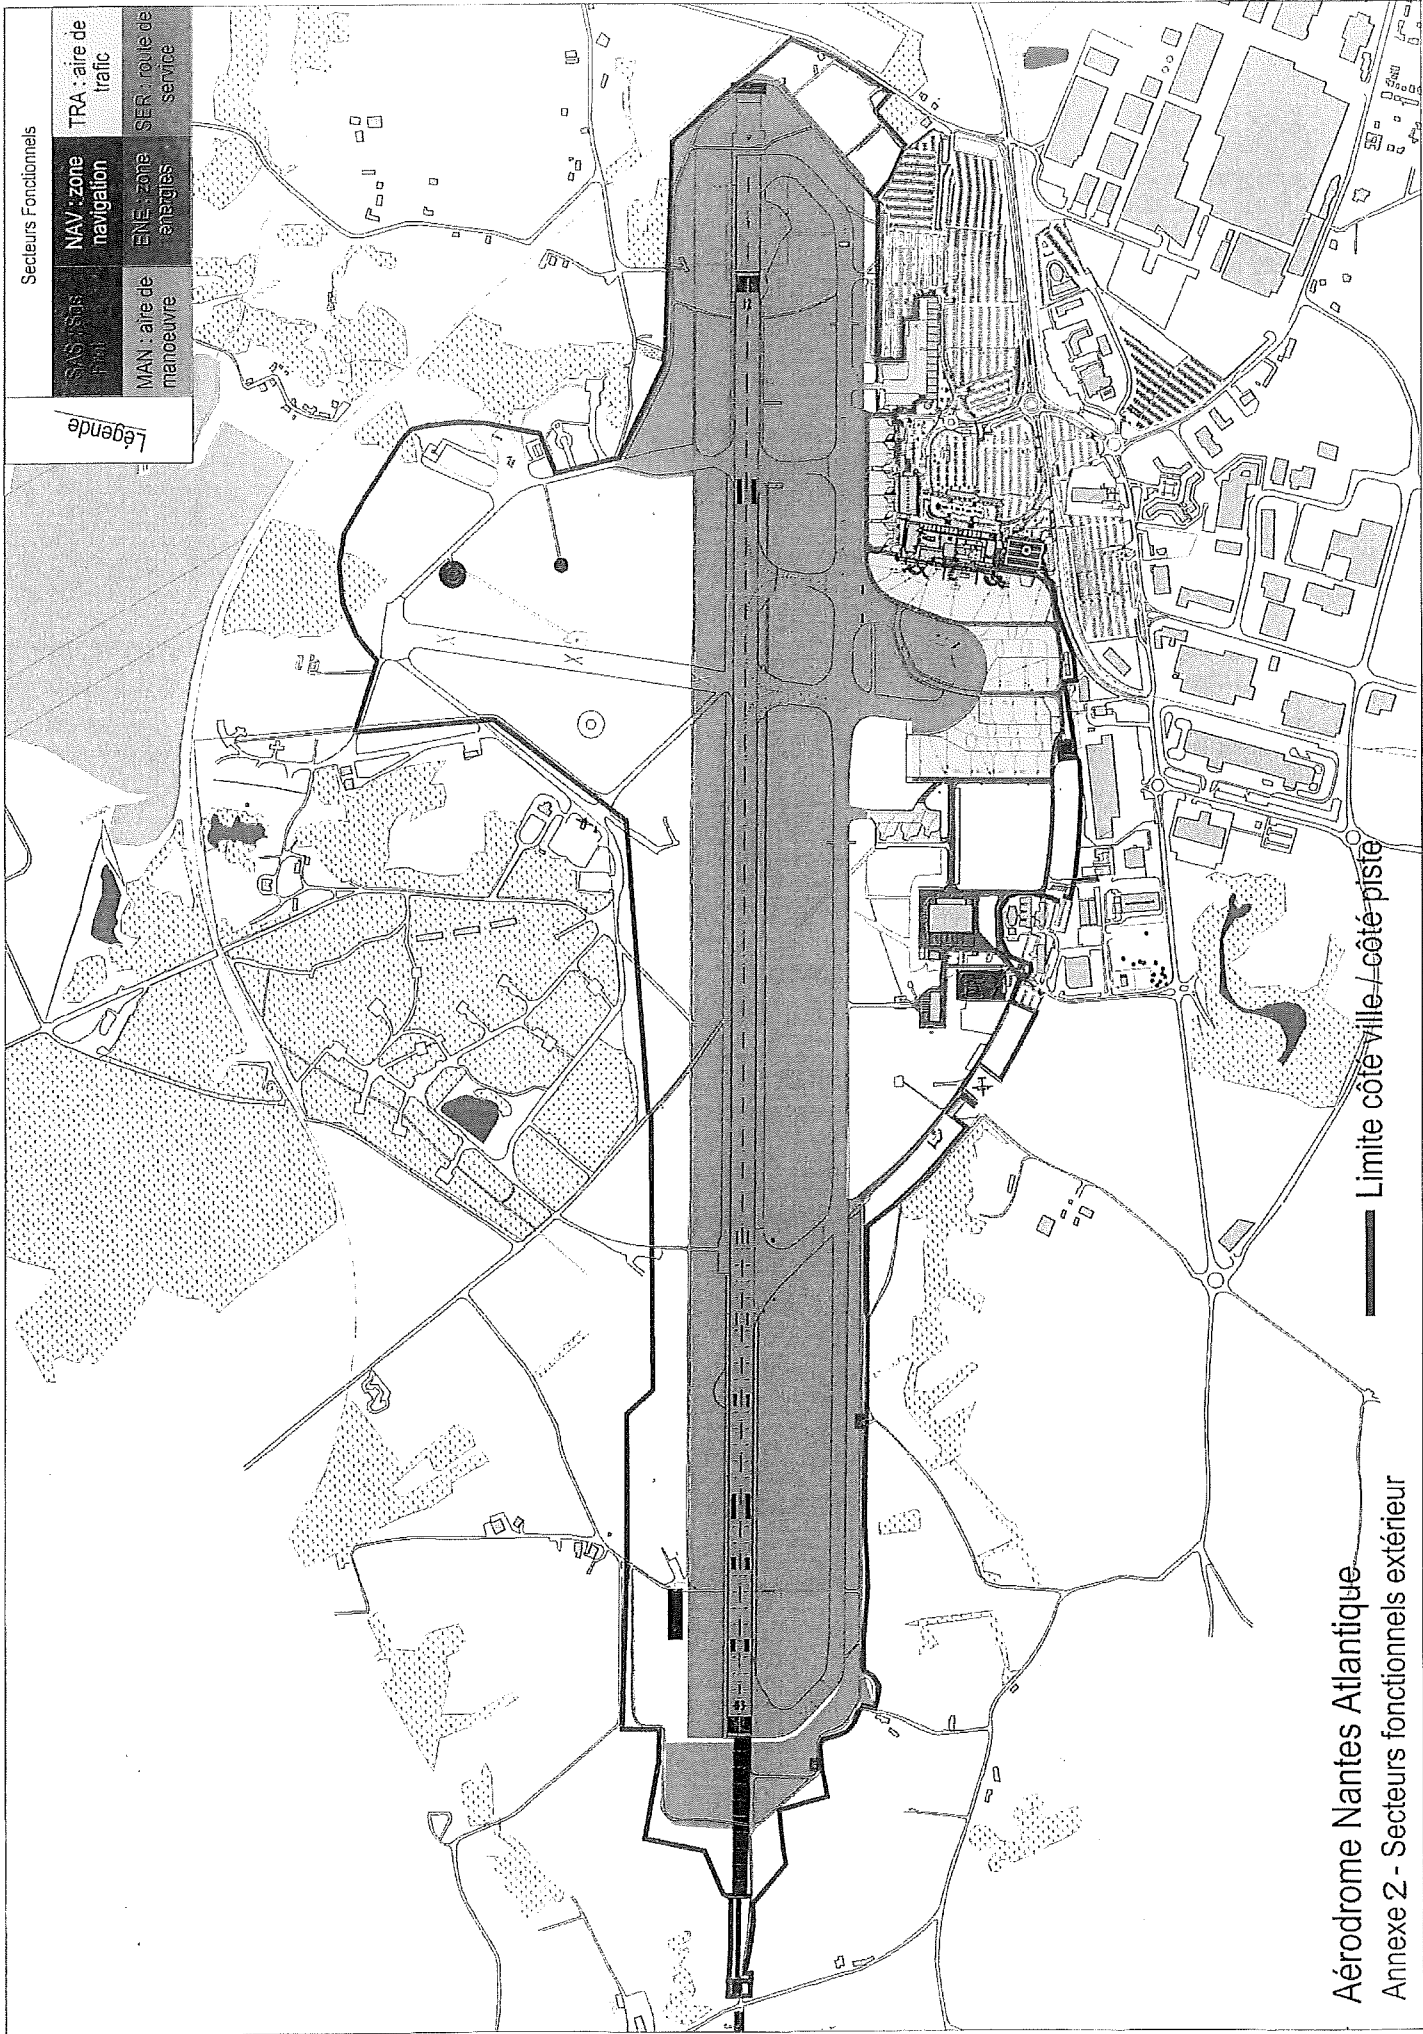 Légende
Secteurs Fonctionnels
NAV : zone
navigation
TRA : aire de
trafic
MAN : aire de
manoeuvre
ENE : zone
énergies
SER : route de
service
Limite côté ville / côté piste
Aérodrome Nantes Atlantique
Annexe 2 - Secteurs fonctionnels extérieur